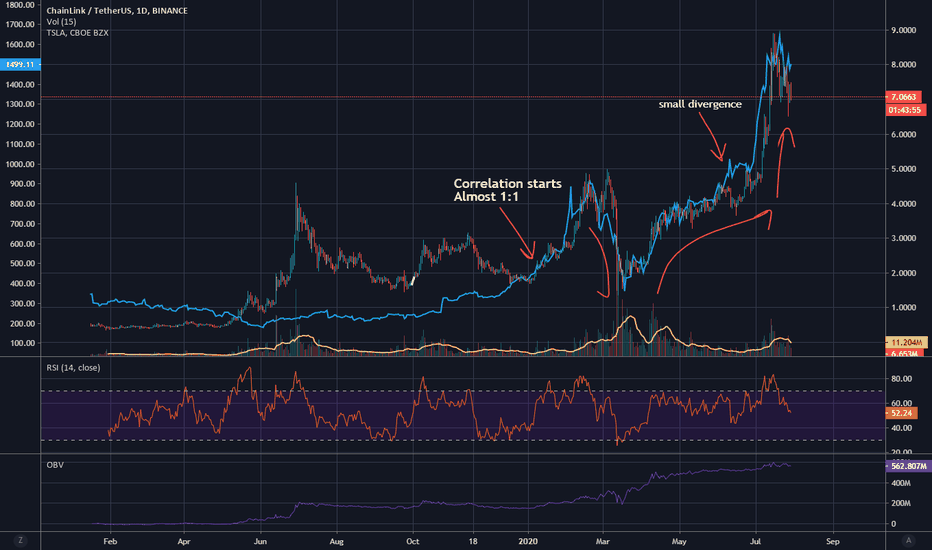 ChainLink / TetherUS, 1D, BINANCE
Vol (15)
TSLA, CBOE BZX
1800.00
1700.00
1600.00
1499.11
1400.00
1300.00
1200.00
1100.00
1000.00
900.00
800.00
700.00
600.00
500.00
400.00
300.00
200.00
100.00
Correlation starts
Almost 1:1
small divergence
9.0000
8.0000
7.0663
01:43:55
6.0000
5.0000
4.0000
3.0000
2.0000
1.0000
11.204M
6.653M
RSI (14, close)
80.00
60.00
52.24
40.00
20.00
OBV
562.807M
400M
200M
0
Z
Feb
Apr
Jun
Aug
Oct
18
2020
Mar
May
Jul
Sep
A